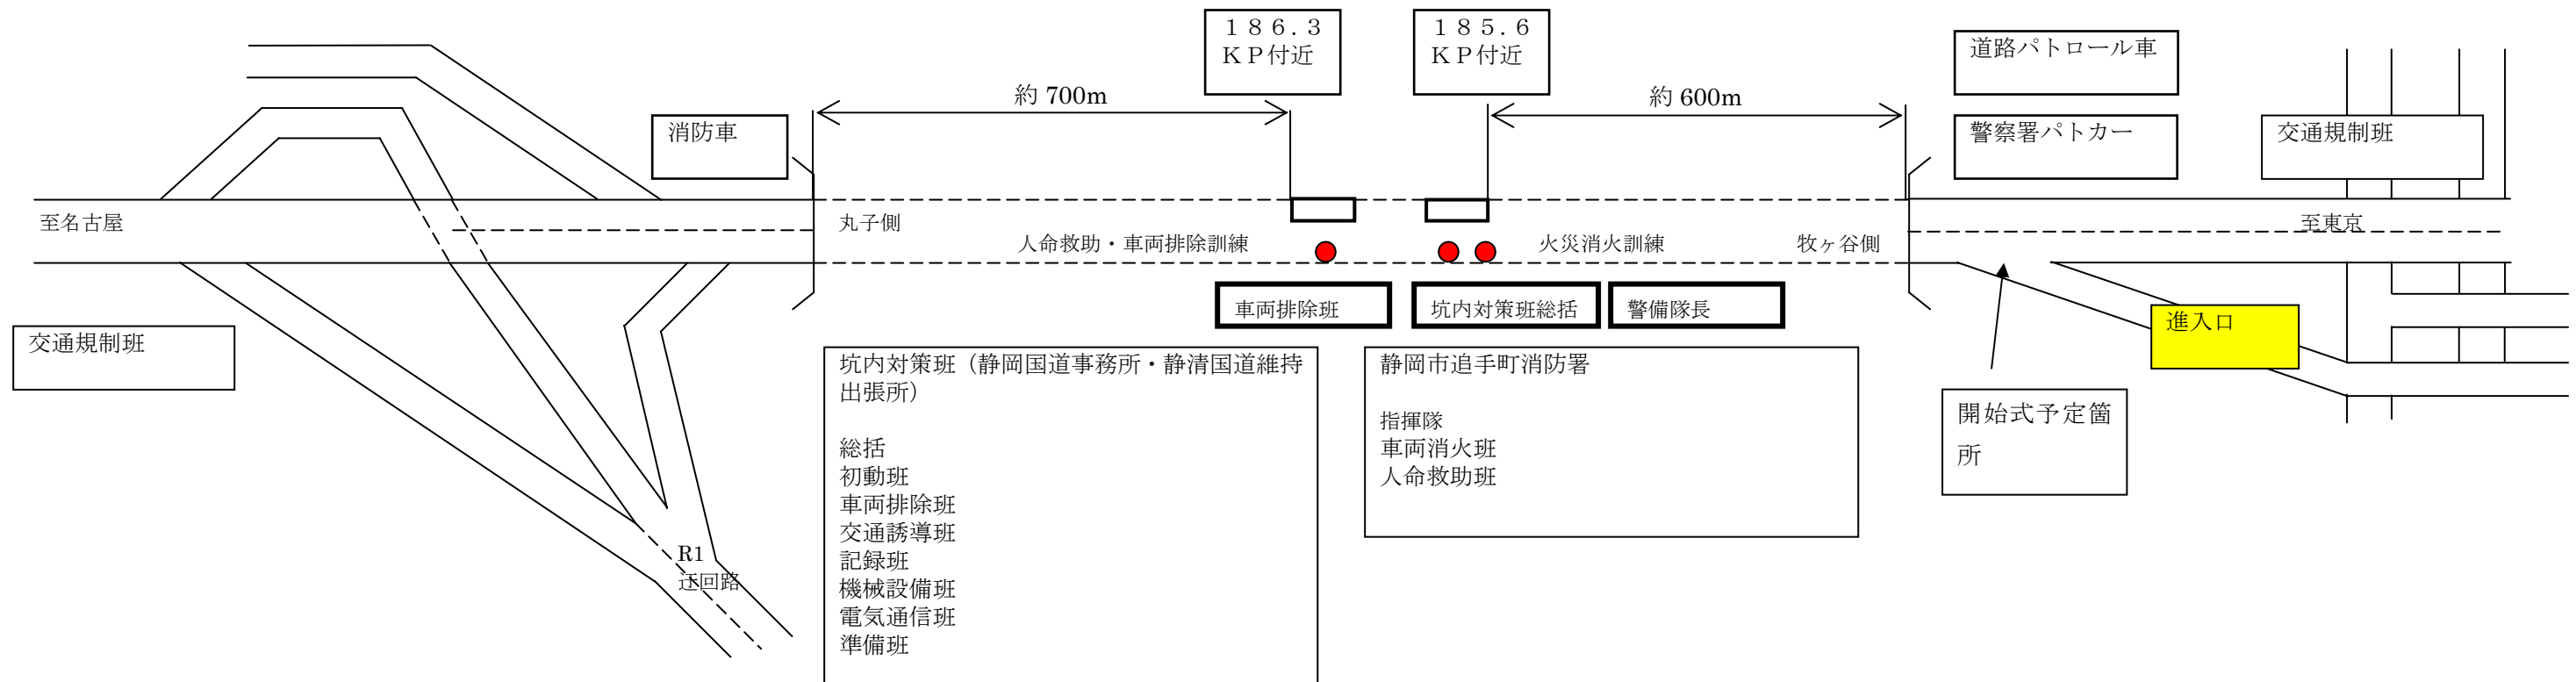 １８６.３
ＫＰ付近
１８５.６
ＫＰ付近
道路パトロール車
約 700m
約 600m
消防車
警察署パトカー
交通規制班
至名古屋
丸子側
人命救助・車両排除訓練
火災消火訓練
牧ヶ谷側
至東京
車両排除班
坑内対策班総括
警備隊長
進入口
交通規制班
坑内対策班（静岡国道事務所・静清国道維持
出張所）
総括
初動班
車両排除班
交通誘導班
記録班
機械設備班
電気通信班
準備班
静岡市追手町消防署
指揮隊
車両消火班
人命救助班
開始式予定箇
所
R1
迂回路